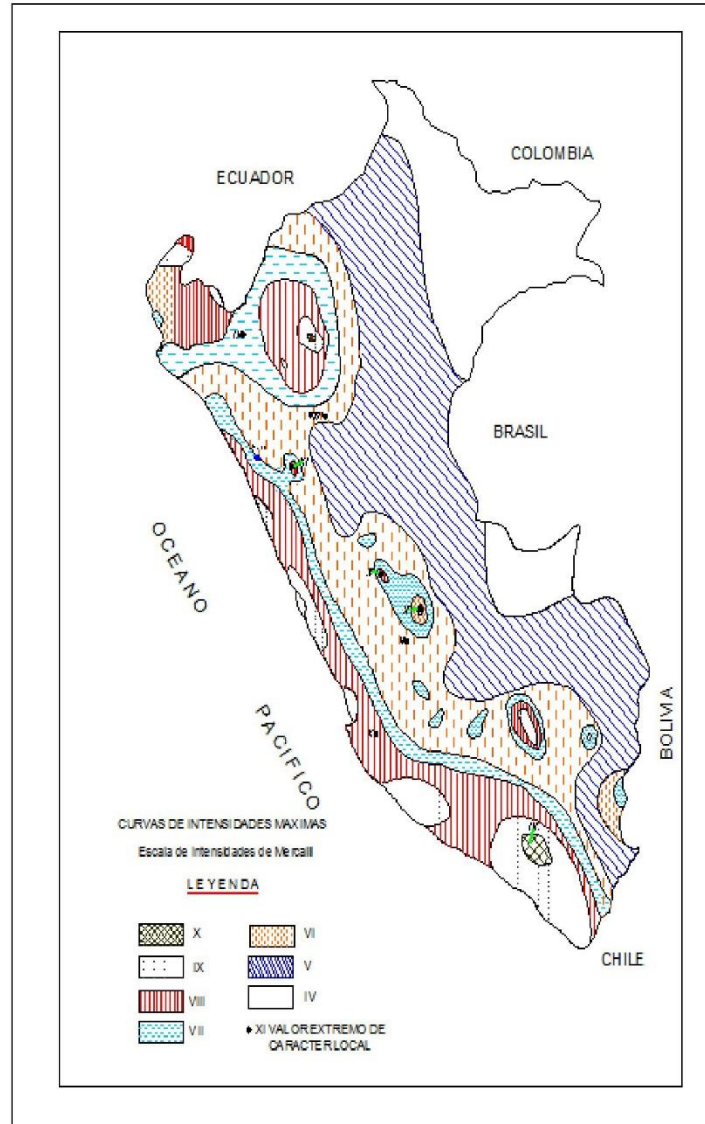 COLOMBIA
ECUADOR
BRASIL
OCEANO
PACIFICO
BOLIVIA
CURVAS DE INTENSIDADES MAXIMAS
Escala de Intensidades de Mercalli
LEYENDA
X
VI
IX
V
VIII
IV
VII
XI VALOR EXTREMO DE
CARACTER LOCAL
CHILE